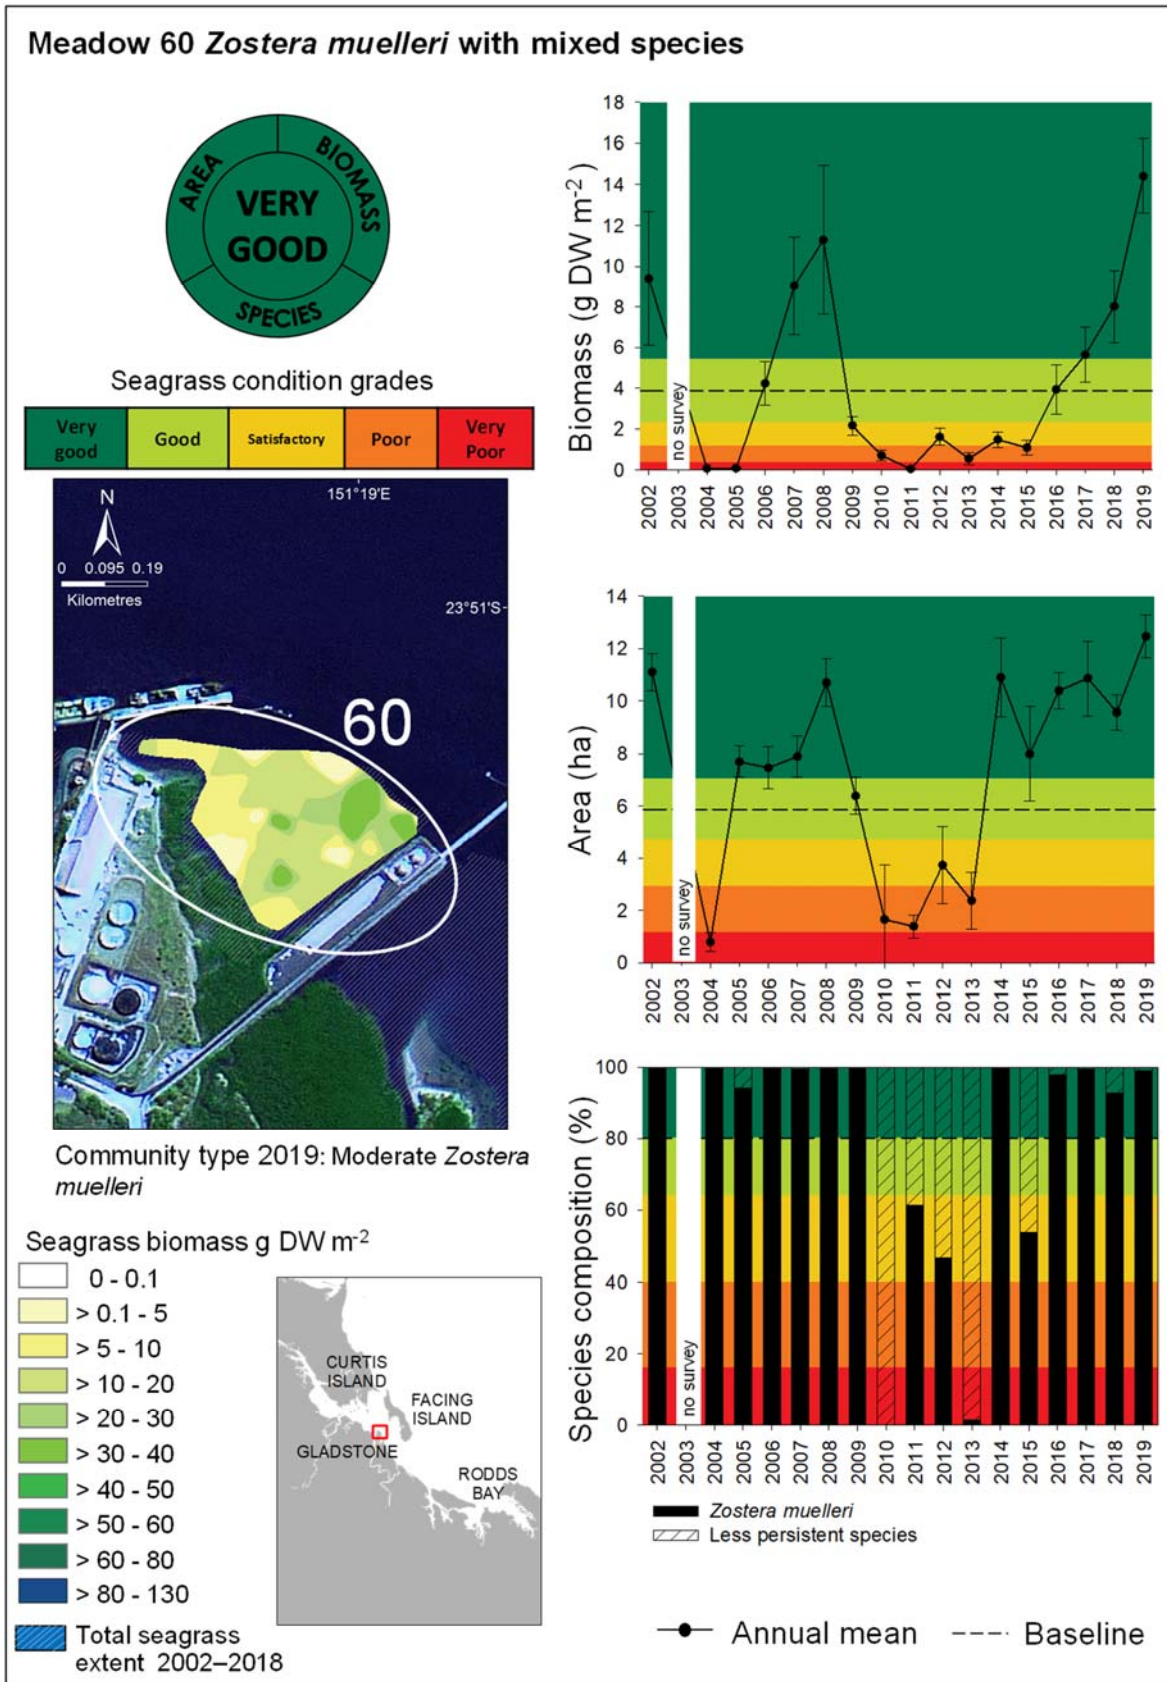 Meadow 60 Zostera muelleri with mixed species
AREA
BIOMASS
VERY
GOOD
SPECIES
Seagrass condition grades
Very
good
Good
Satisfactory
Poor
Very
Poor
151°19'E
N
0 0.095 0.19
Kilometres
23°51'S
60
Community type 2019: Moderate Zostera
muelleri
Seagrass biomass g DW m-2
0 - 0.1
> 0.1 - 5
> 5 - 10
> 10 - 20
> 20 - 30
> 30 - 40
> 40 - 50
> 50 - 60
> 60 - 80
> 80 - 130
Total seagrass
extent 2002–2018
CURTIS
ISLAND
FACING
ISLAND
GLADSTONE
RODDS
BAY
Biomass (g DW m-2 )
18
16
14
12
10
8
6
4
2
0
no survey
2002 2003 2004 2005 2006 2007 2008 2009 2010 2011 2012 2013 2014 2015 2016 2017 2018 2019
Area (ha)
14
12
10
8
6
4
2
0
no survey
2002 2003 2004 2005 2006 2007 2008 2009 2010 2011 2012 2013 2014 2015 2016 2017 2018 2019
Species composition (%)
100
80
60
40
20
0
no survey
2002 2003 2004 2005 2006 2007 2008 2009 2010 2011 2012 2013 2014 2015 2016 2017 2018 2019
Zostera muelleri
Less persistent species
Annual mean
Baseline